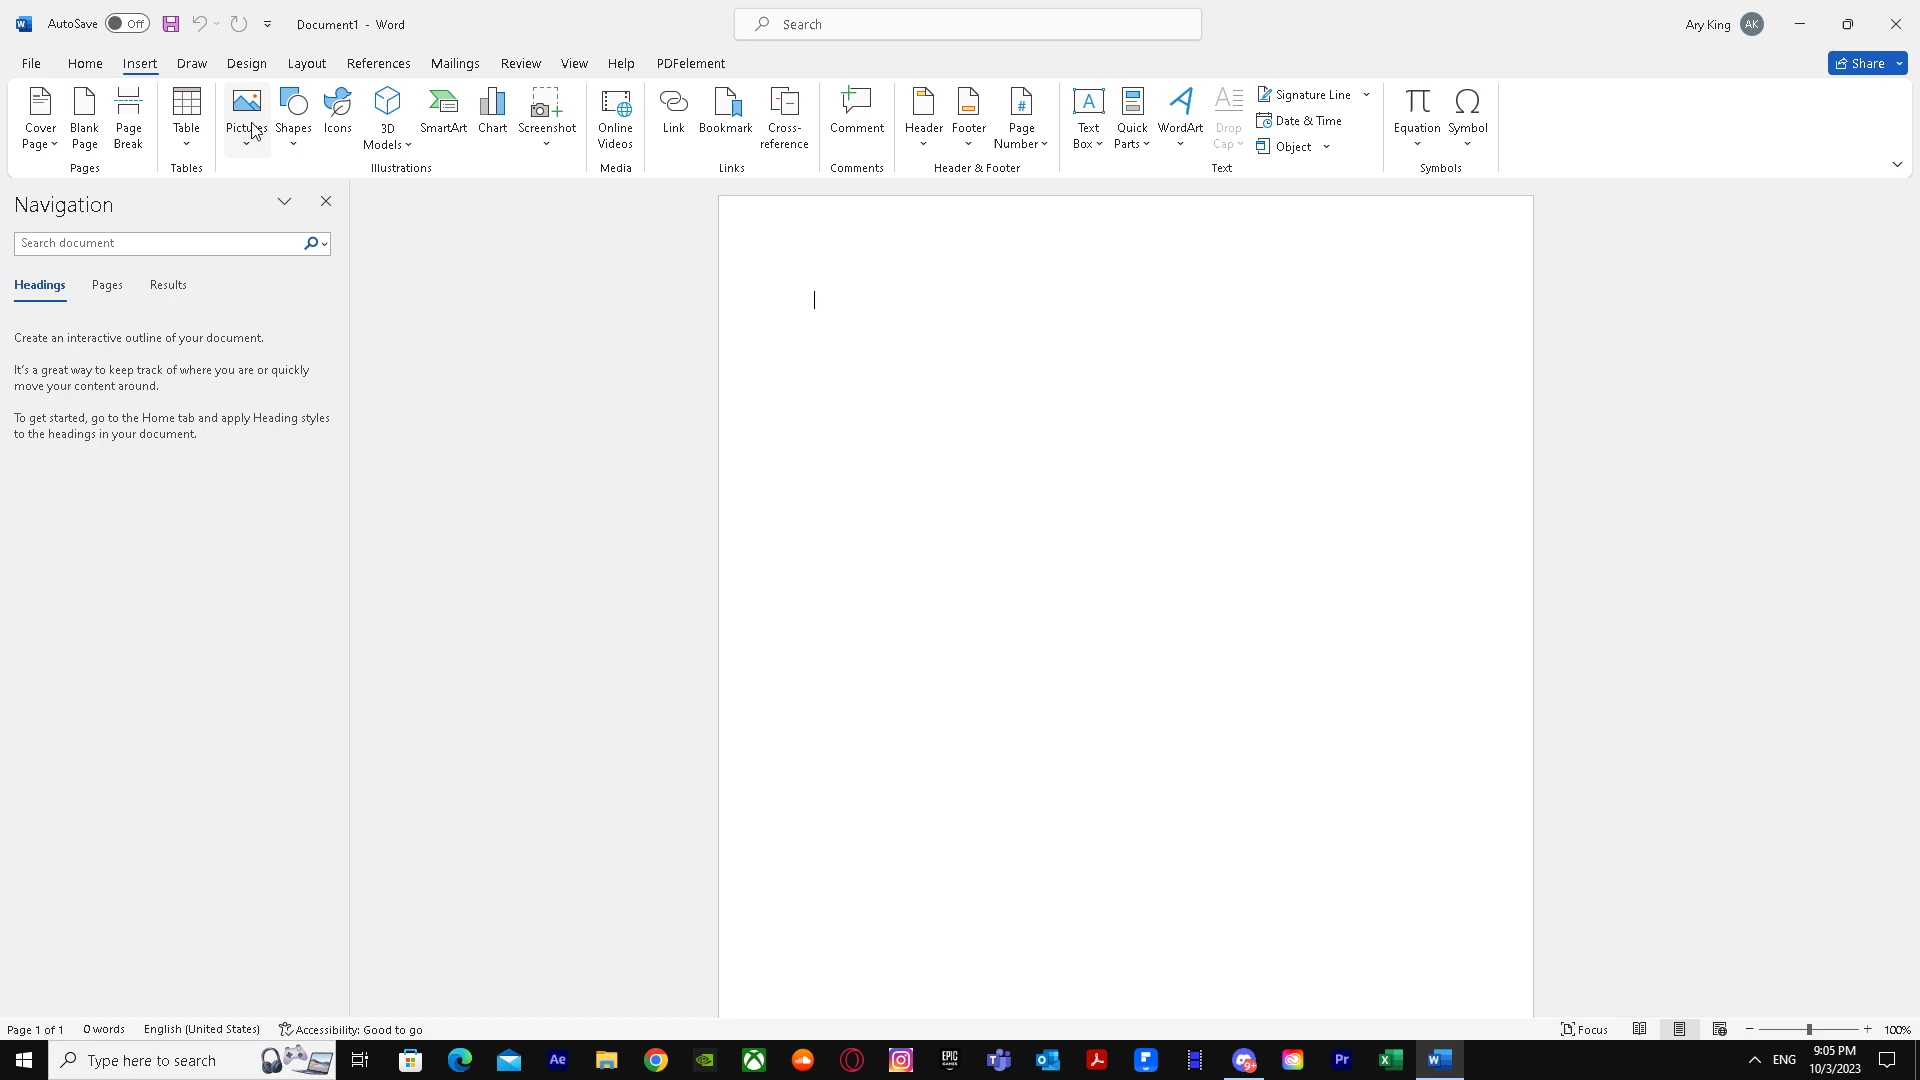 AutoSave Off Document1 - Word Search Ary King AK
File Home Insert Draw Design Layout References Mailings Review View Help PDFelement Share
Cover Page Blank Page Page Break Table Pictures Shapes Icons 3D Models SmartArt Chart Screenshot Online Videos Link Bookmark Cross-reference Comment Header Footer Page Number Text Box Quick Parts WordArt Drop Cap Signature Line Date & Time Object Equation Symbol
Pages Tables Illustrations Media Links Comments Header & Footer Text Symbols
Navigation
Search document
Headings Pages Results
Create an interactive outline of your document.
It's a great way to keep track of where you are or quickly
move your content around.
To get started, go to the Home tab and apply Heading styles
to the headings in your document.
Page 1 of 1 0 words English (United States) Accessibility: Good to go Focus 100%
Type here to search Ae EPIC GAMES 9+ Pr ENG 9:05 PM
10/3/2023